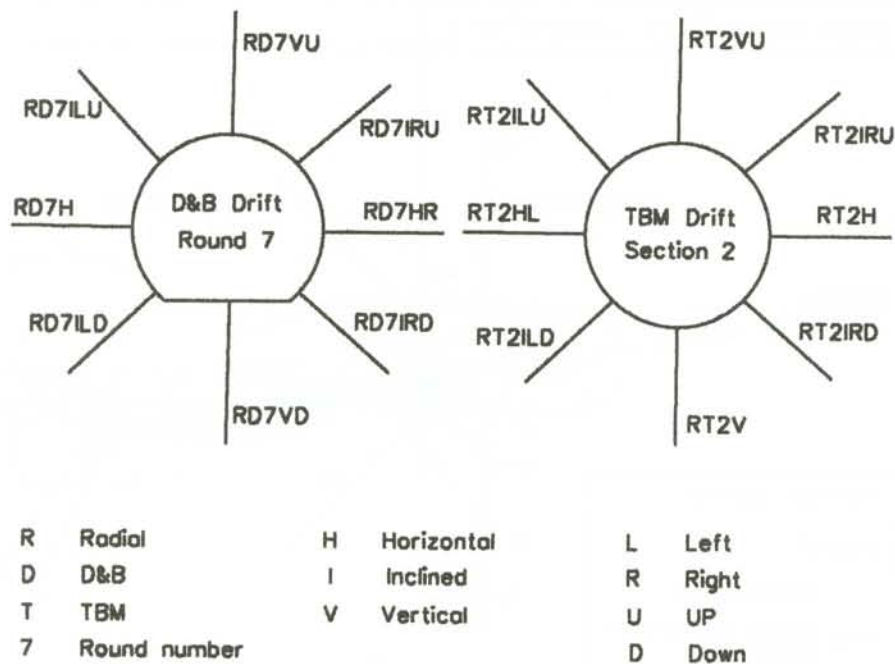 RD7VU
RT2VU
RD7ILU
RD7IRU
RT2ILU
RT2IRU
RD7H
D&B Drift
Round 7
RD7HR
RT2HL
TBM Drift
Section 2
RT2H
RD7ILD
RD7IRD
RT2ILD
RT2IRD
RD7VD
RT2V
R Radial H Horizontal L Left
D D&B I Inclined R Right
T TBM V Vertical U UP
7 Round number D Down